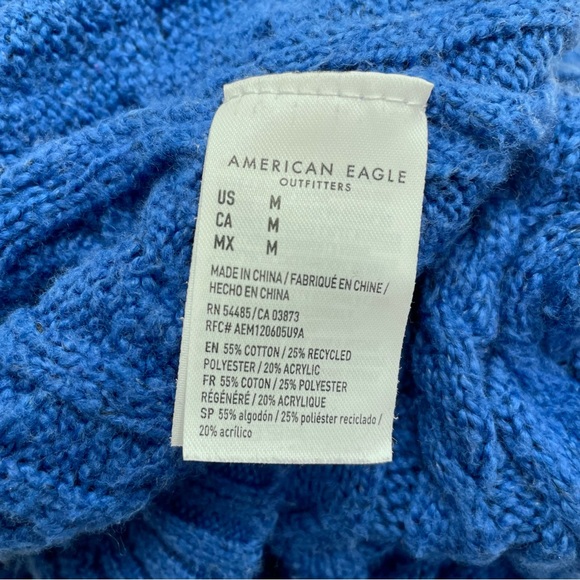 AMERICAN EAGLE
OUTFITTERS
US M
CA M
MX M
MADE IN CHINA / FABRIQUÉ EN CHINE /
HECHO EN CHINA
RN 54485 / CA 03873
RFC# AEM120605U9A
EN 55% COTTON / 25% RECYCLED
POLYESTER / 20% ACRYLIC
FR 55% COTON / 25% POLYESTER
RÉGÉNÉRÉ / 20% ACRYLIQUE
SP 55% algodón / 25% poliéster reciclado /
20% acrílico